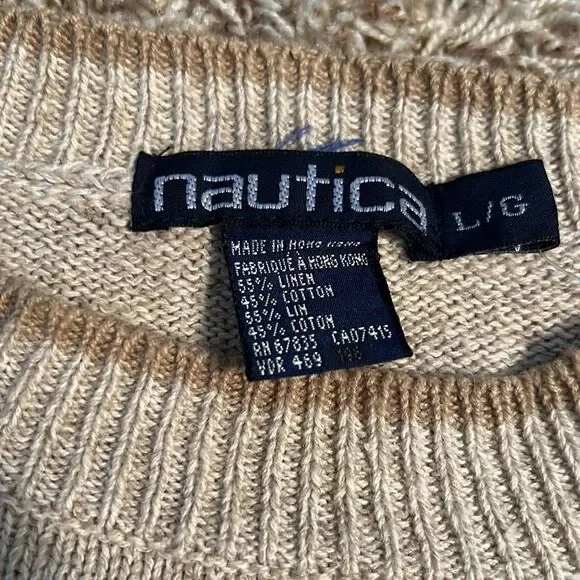 nautica
L/G
MADE IN HONG KONG
FABRIQUÉ À HONG KONG
55% LINEN
45% COTTON
55% LIN
45% COTON
RN 67835 CA07415
VDR 469